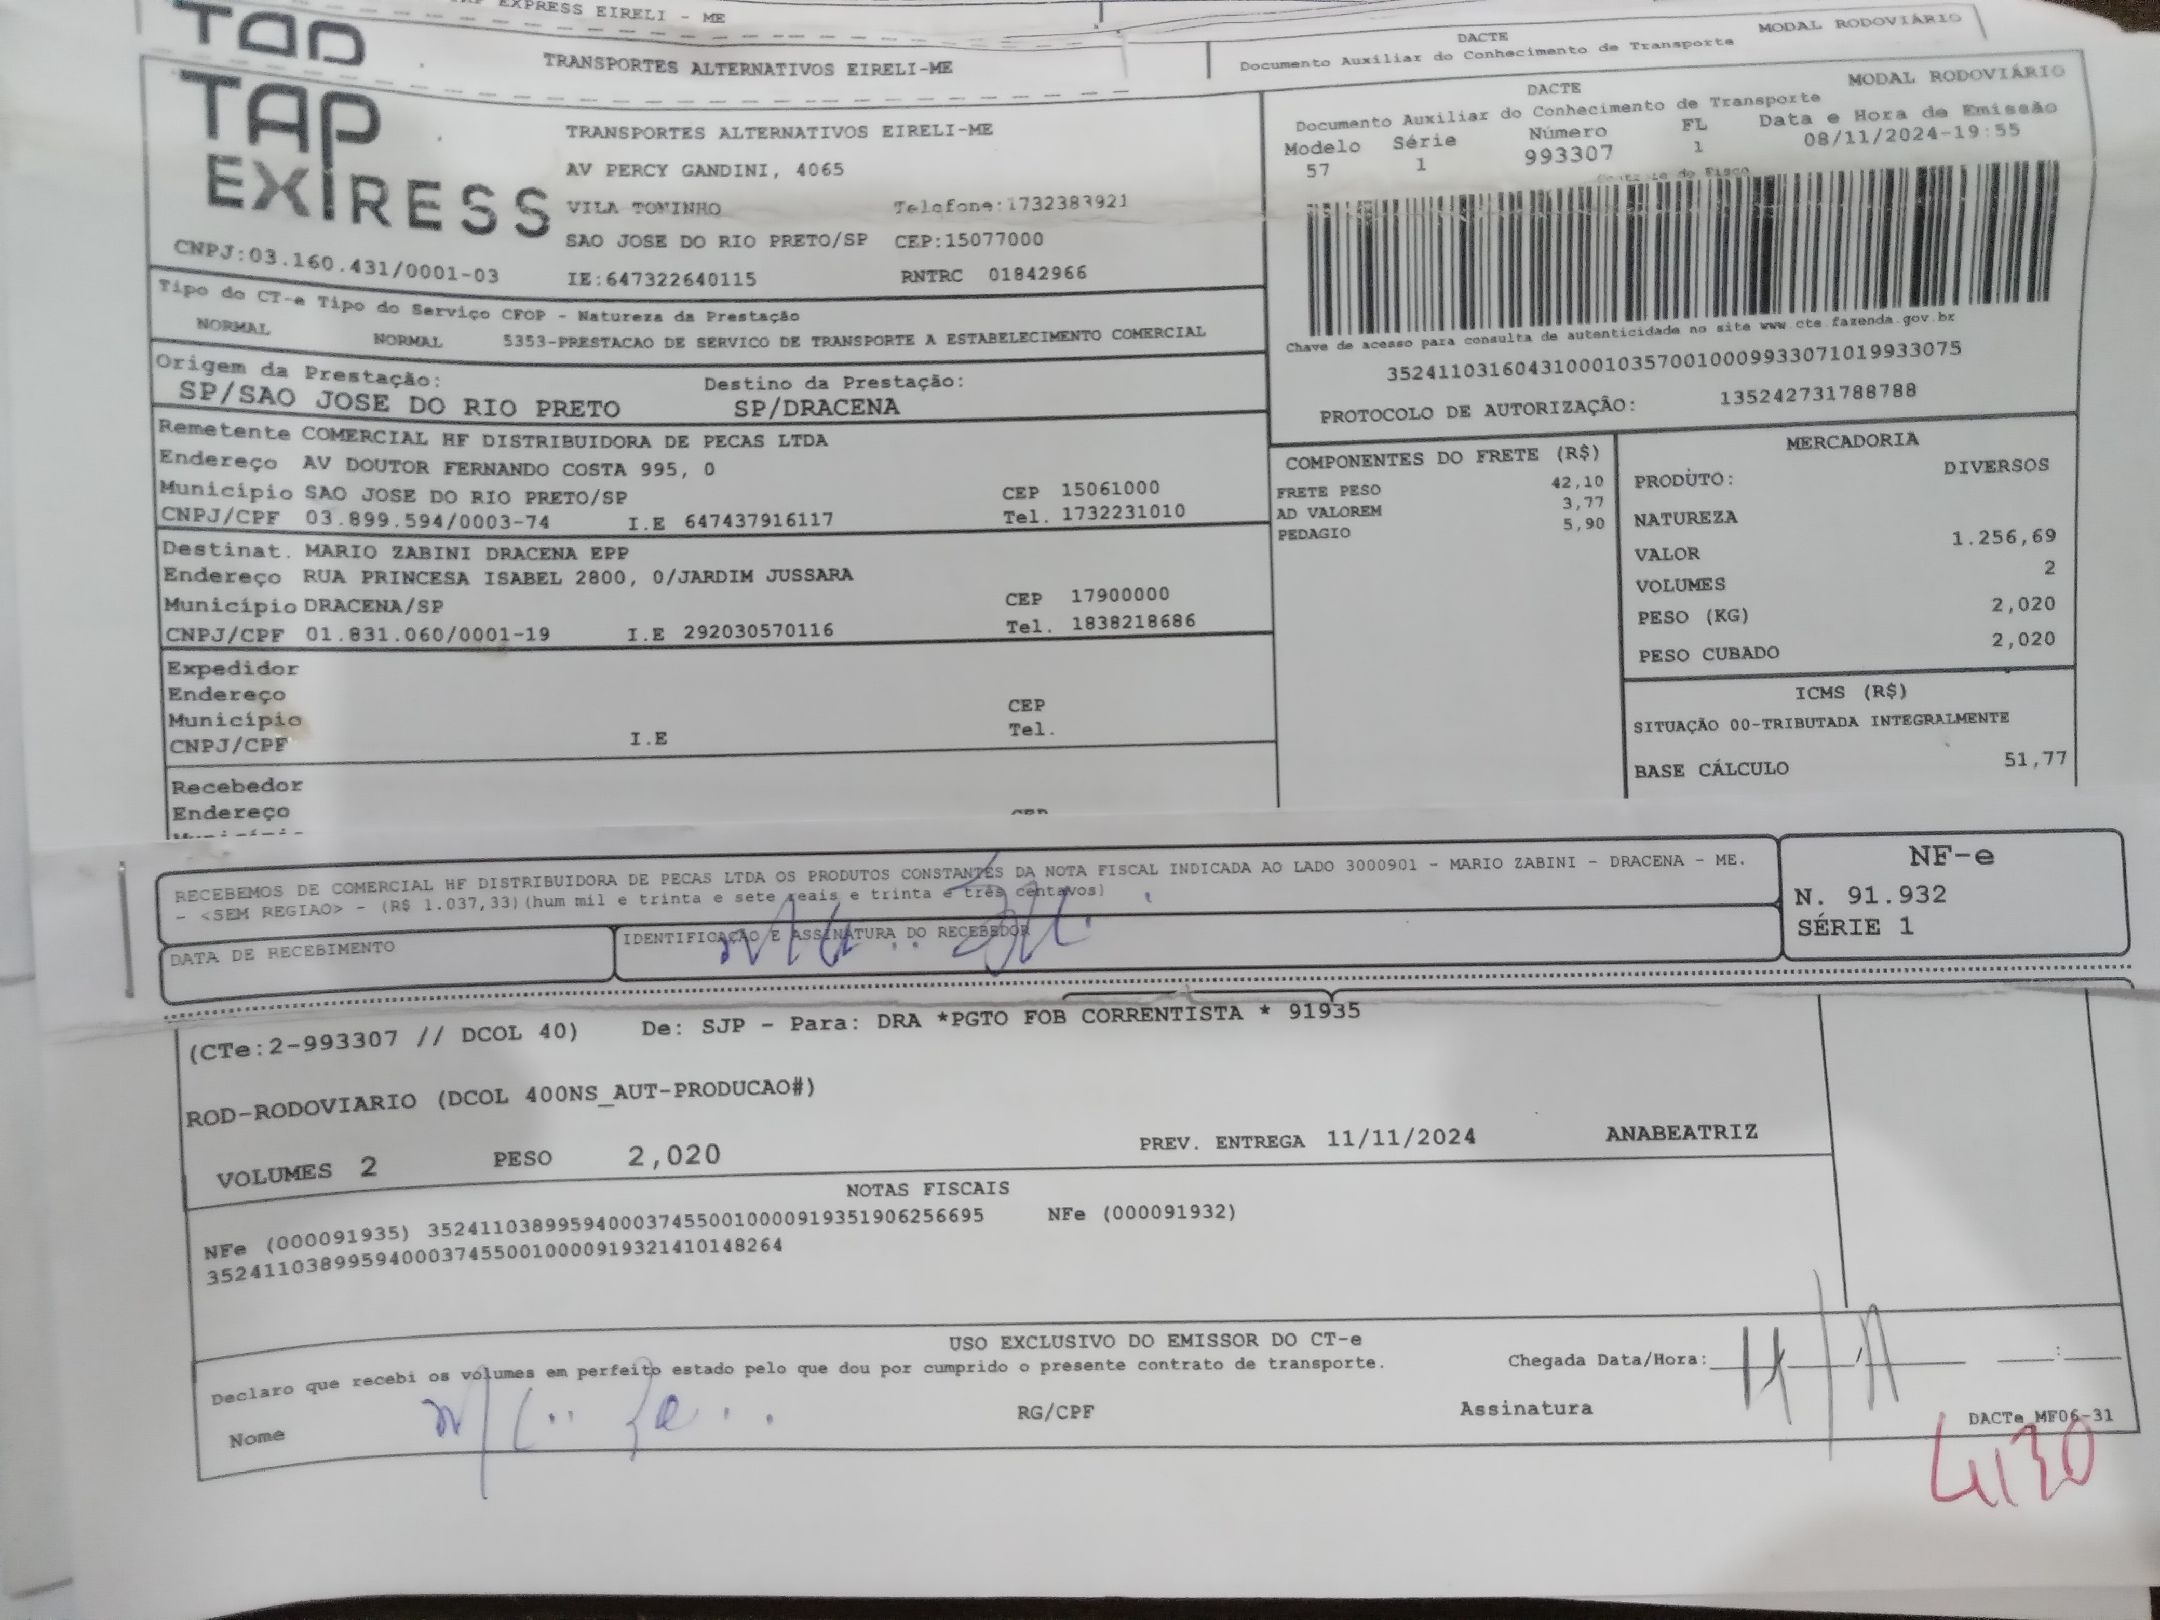 EXPRESS EIRELI - ME
TRANSPORTES ALTERNATIVOS EIRELI-ME
DACTE
MODAL RODOVIÁRIO
Documento Auxiliar do Conhecimento de Transporte
TAP
EXPRESS
CNPJ:03.160.431/0001-03
TRANSPORTES ALTERNATIVOS EIRELI-ME
AV PERCY GANDINI, 4065
VILA TONINHO Telefone:1732383921
SAO JOSE DO RIO PRETO/SP CEP:15077000
IE:647322640115 RNTRC 01842966
DACTE
MODAL RODOVIÁRIO
Documento Auxiliar do Conhecimento de Transporte
Modelo Série Número FL Data e Hora de Emissão
57 1 993307 1 08/11/2024-19:55
Controle do Fisco
Chave de acesso para consulta de autenticidade no site www.cte.fazenda.gov.br
35241103160431000103570010009933071019933075
PROTOCOLO DE AUTORIZAÇÃO: 135242731788788
Tipo do CT-e Tipo do Serviço CFOP - Natureza da Prestação
NORMAL NORMAL 5353-PRESTACAO DE SERVICO DE TRANSPORTE A ESTABELECIMENTO COMERCIAL
Origem da Prestação: Destino da Prestação:
SP/SAO JOSE DO RIO PRETO SP/DRACENA
Remetente COMERCIAL HF DISTRIBUIDORA DE PECAS LTDA
Endereço AV DOUTOR FERNANDO COSTA 995, 0
Município SAO JOSE DO RIO PRETO/SP CEP 15061000
CNPJ/CPF 03.899.594/0003-74 I.E 647437916117 Tel. 1732231010
Destinat. MARIO ZABINI DRACENA EPP
Endereço RUA PRINCESA ISABEL 2800, 0/JARDIM JUSSARA
Município DRACENA/SP CEP 17900000
CNPJ/CPF 01.831.060/0001-19 I.E 292030570116 Tel. 1838218686
Expedidor
Endereço
Município CEP
CNPJ/CPF I.E Tel.
Recebedor
Endereço CEP
Município
COMPONENTES DO FRETE (R$)
FRETE PESO 42,10
AD VALOREM 3,77
PEDAGIO 5,90
MERCADORIA
PRODUTO: DIVERSOS
NATUREZA
VALOR 1.256,69
VOLUMES 2
PESO (KG) 2,020
PESO CUBADO 2,020
ICMS (R$)
SITUAÇÃO 00-TRIBUTADA INTEGRALMENTE
BASE CÁLCULO 51,77
RECEBEMOS DE COMERCIAL HF DISTRIBUIDORA DE PECAS LTDA OS PRODUTOS CONSTANTES DA NOTA FISCAL INDICADA AO LADO 3000901 - MARIO ZABINI - DRACENA - ME.
- <SEM REGIAO> - (R$ 1.037,33)(hum mil e trinta e sete reais e trinta e três centavos)
DATA DE RECEBIMENTO
IDENTIFICAÇÃO E ASSINATURA DO RECEBEDOR
NF-e
N. 91.932
SÉRIE 1
(CTe:2-993307 // DCOL 40) De: SJP - Para: DRA *PGTO FOB CORRENTISTA * 91935
ROD-RODOVIARIO (DCOL 400NS_AUT-PRODUCAO#)
VOLUMES 2 PESO 2,020 PREV. ENTREGA 11/11/2024 ANABEATRIZ
NOTAS FISCAIS
NFe (000091935) 35241103899594000374550010000919351906256695 NFe (000091932)
35241103899594000374550010000919321410148264
USO EXCLUSIVO DO EMISSOR DO CT-e
Declaro que recebi os volumes em perfeito estado pelo que dou por cumprido o presente contrato de transporte.
Chegada Data/Hora:
Nome RG/CPF Assinatura
DACTe_MF06-31
4130